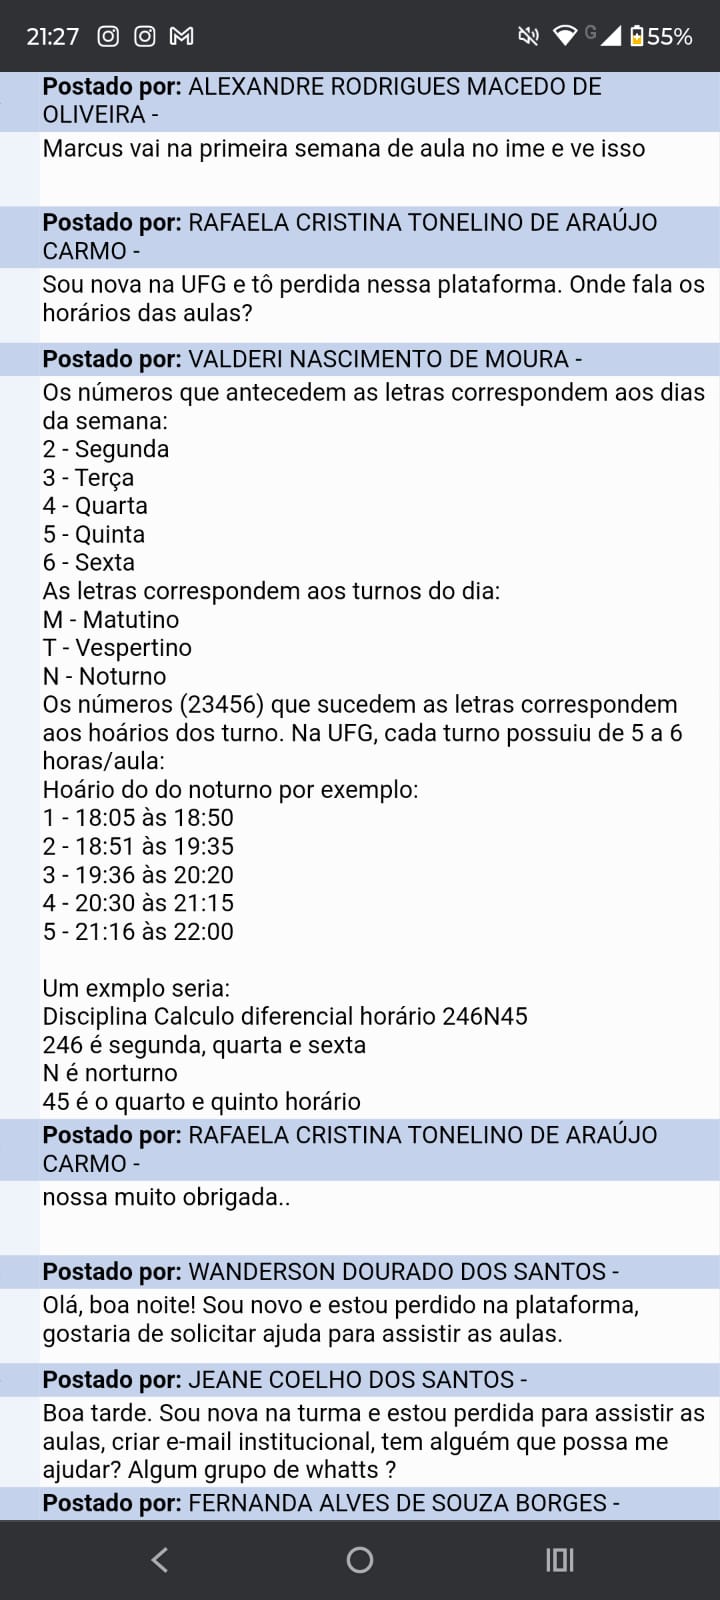 21:27
G
55%
Postado por: ALEXANDRE RODRIGUES MACEDO DE
OLIVEIRA -
Marcus vai na primeira semana de aula no ime e ve isso
Postado por: RAFAELA CRISTINA TONELINO DE ARAÚJO
CARMO -
Sou nova na UFG e tô perdida nessa plataforma. Onde fala os
horários das aulas?
Postado por: VALDERI NASCIMENTO DE MOURA -
Os números que antecedem as letras correspondem aos dias
da semana:
2 - Segunda
3 - Terça
4 - Quarta
5 - Quinta
6 - Sexta
As letras correspondem aos turnos do dia:
M - Matutino
T - Vespertino
N - Noturno
Os números (23456) que sucedem as letras correspondem
aos hoários dos turno. Na UFG, cada turno possuiu de 5 a 6
horas/aula:
Hoário do do noturno por exemplo:
1 - 18:05 às 18:50
2 - 18:51 às 19:35
3 - 19:36 às 20:20
4 - 20:30 às 21:15
5 - 21:16 às 22:00
Um exmplo seria:
Disciplina Calculo diferencial horário 246N45
246 é segunda, quarta e sexta
N é norturno
45 é o quarto e quinto horário
Postado por: RAFAELA CRISTINA TONELINO DE ARAÚJO
CARMO -
nossa muito obrigada..
Postado por: WANDERSON DOURADO DOS SANTOS -
Olá, boa noite! Sou novo e estou perdido na plataforma,
gostaria de solicitar ajuda para assistir as aulas.
Postado por: JEANE COELHO DOS SANTOS -
Boa tarde. Sou nova na turma e estou perdida para assistir as
aulas, criar e-mail institucional, tem alguém que possa me
ajudar? Algum grupo de whatts ?
Postado por: FERNANDA ALVES DE SOUZA BORGES -